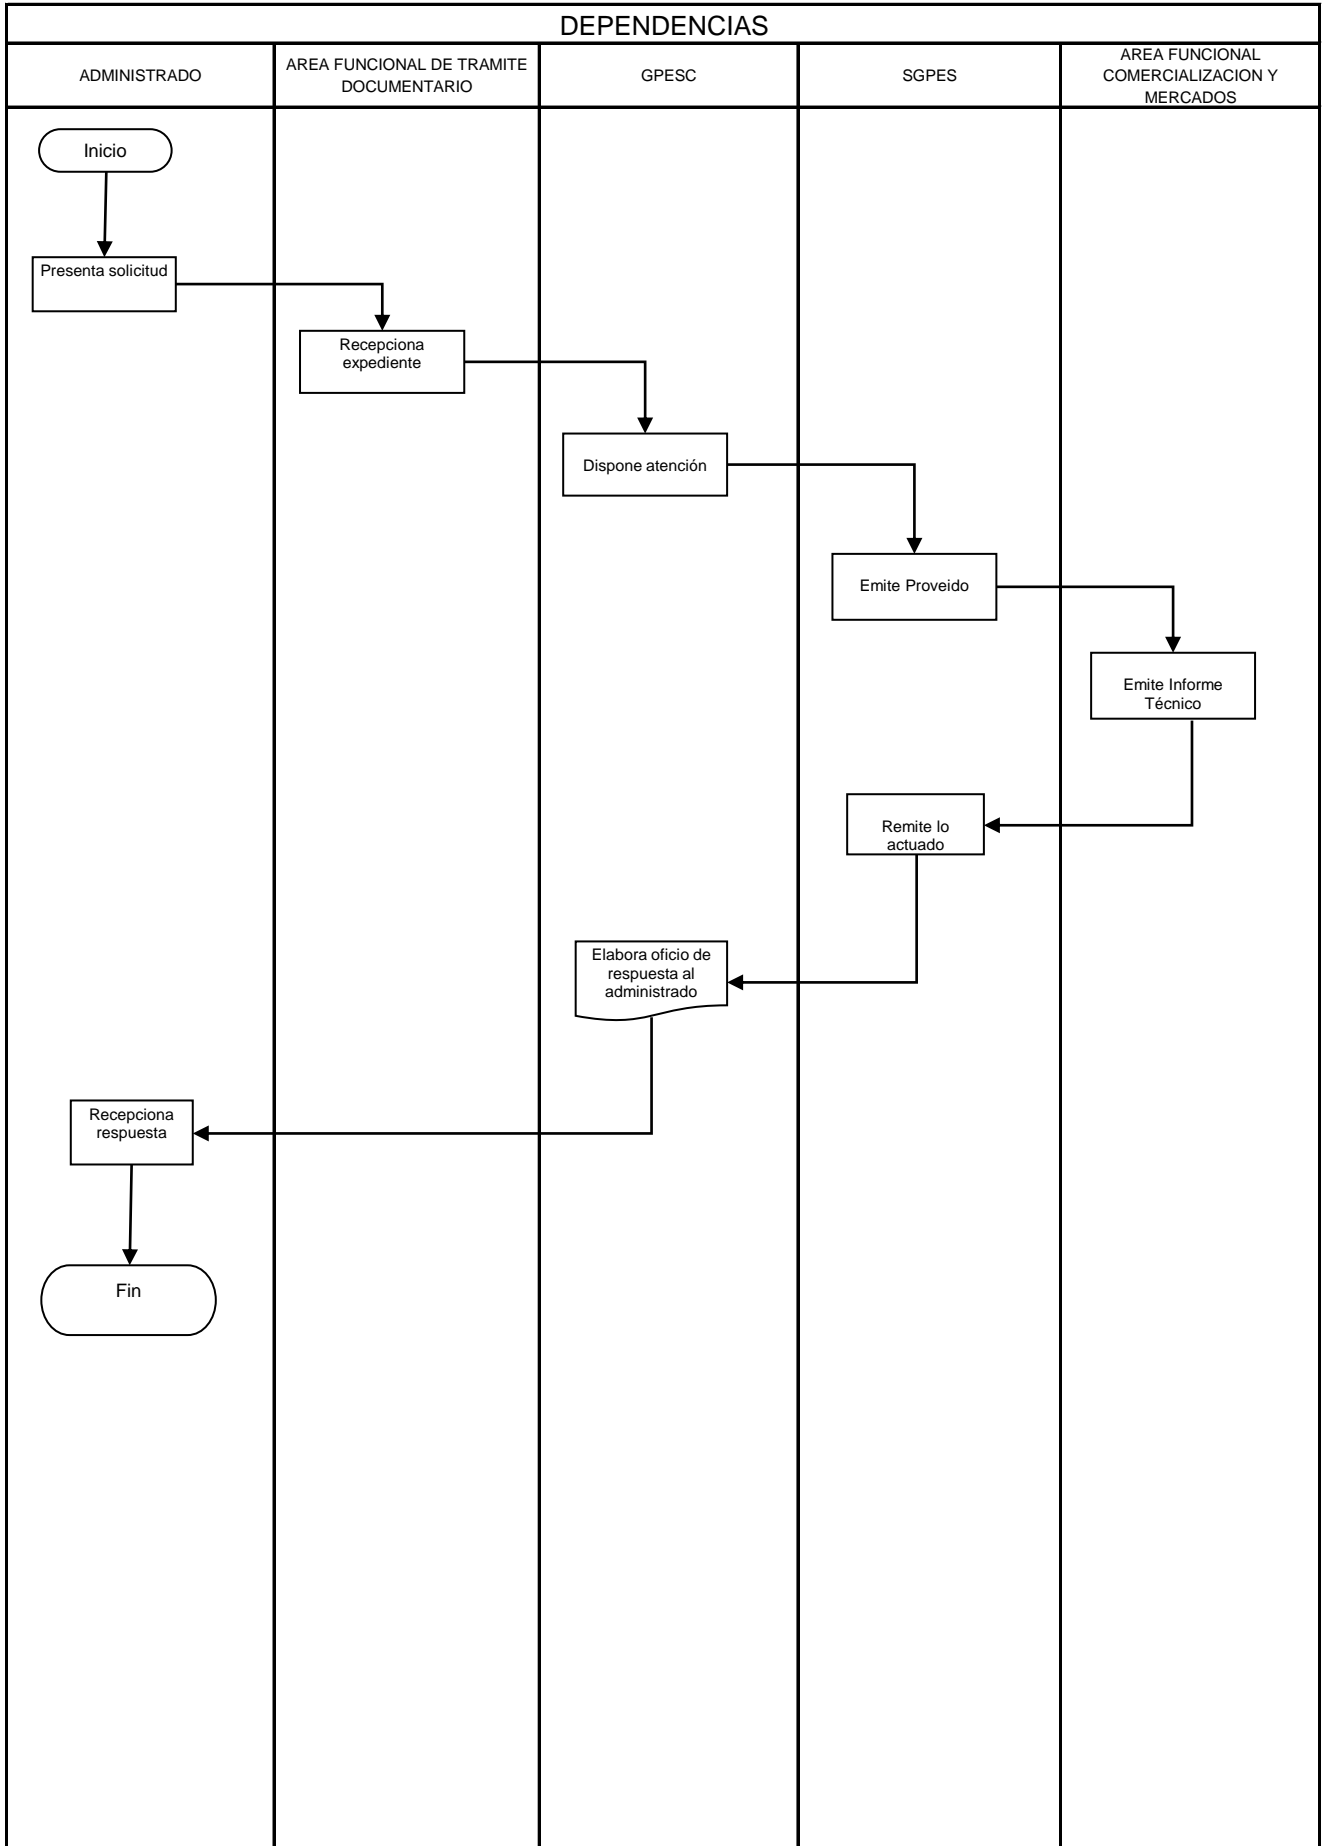 DEPENDENCIAS
ADMINISTRADO
AREA FUNCIONAL DE TRAMITE
DOCUMENTARIO
GPESC
SGPES
AREA FUNCIONAL
COMERCIALIZACION Y
MERCADOS
Inicio
Presenta solicitud
Recepciona
expediente
Dispone atención
Emite Proveido
Emite Informe
Técnico
Remite lo
actuado
Elabora oficio de
respuesta al
administrado
Recepciona
respuesta
Fin